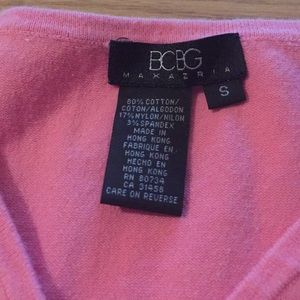 BCBG
MAXAZRIA
S
80% COTTON/
COTON/ALGODON
17% NYLON/NILON
3% SPANDEX
MADE IN
HONG KONG
FABRIQUE EN
HONG KONG
HECHO EN
HONG KONG
RN 80734
CA 31458
CARE ON REVERSE